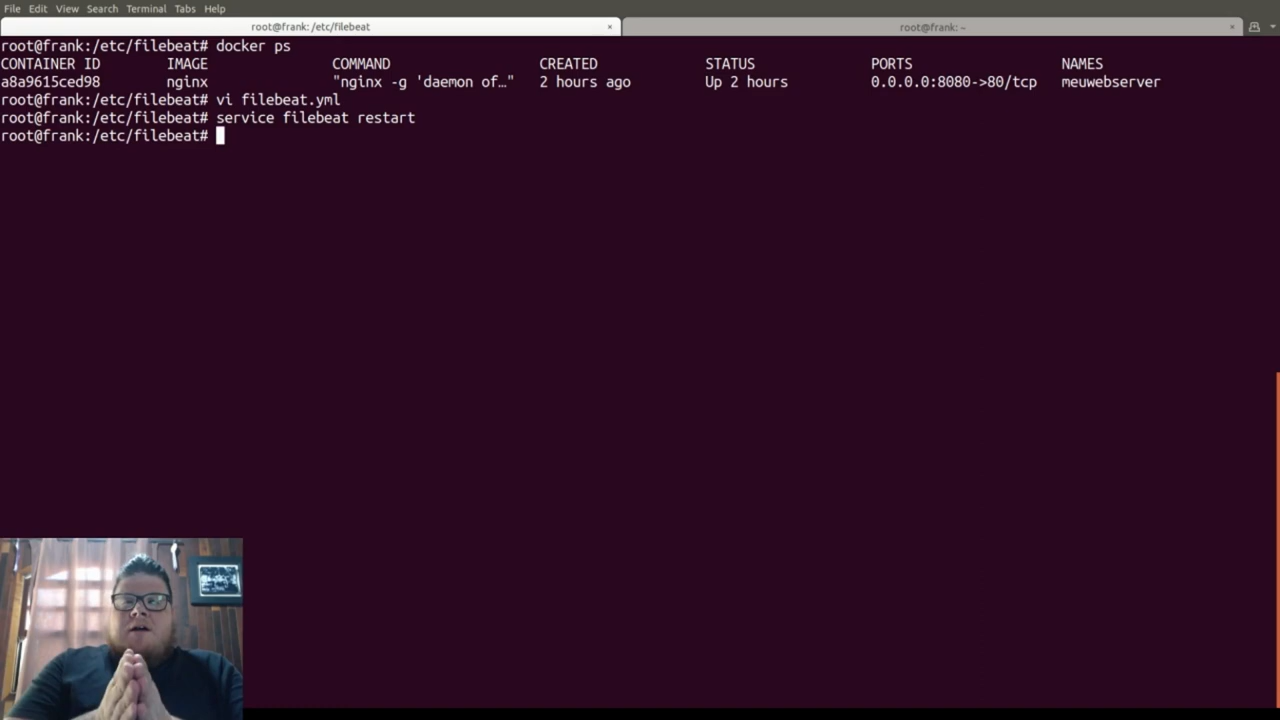 File Edit View Search Terminal Tabs Help
root@frank: /etc/filebeat × root@frank: ~ ×
root@frank:/etc/filebeat# docker ps
CONTAINER ID IMAGE COMMAND CREATED STATUS PORTS NAMES
a8a9615ced98 nginx "nginx -g 'daemon of…" 2 hours ago Up 2 hours 0.0.0.0:8080->80/tcp meuwebserver
root@frank:/etc/filebeat# vi filebeat.yml
root@frank:/etc/filebeat# service filebeat restart
root@frank:/etc/filebeat#